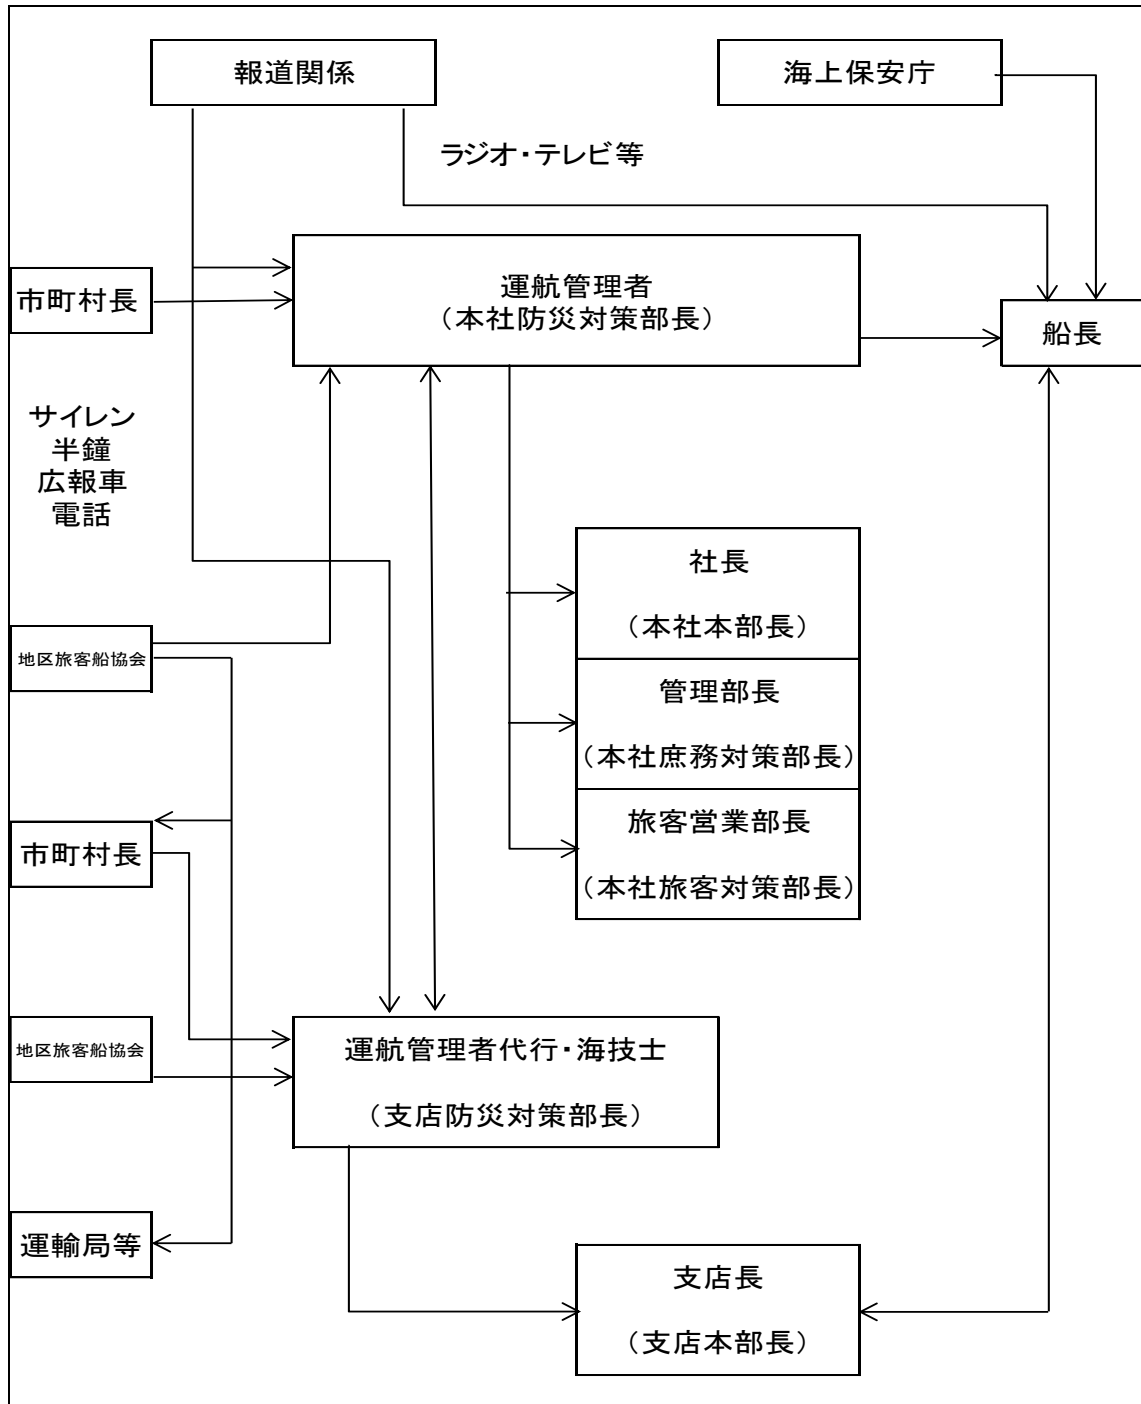 報道関係
海上保安庁
ラジオ・テレビ等
市町村長
運航管理者
（本社防災対策部長）
船長
サイレン
半鐘
広報車
電話
社長
（本社本部長）
地区旅客船協会
管理部長
（本社庶務対策部長）
旅客営業部長
（本社旅客対策部長）
市町村長
地区旅客船協会
運航管理者代行・海技士
（支店防災対策部長）
運輸局等
支店長
（支店本部長）